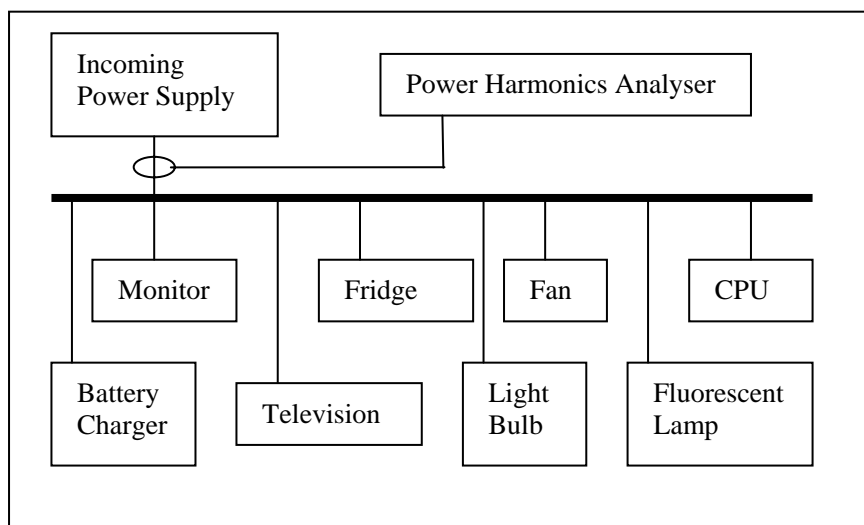 Incoming
Power Supply
Power Harmonics Analyser
Monitor
Fridge
Fan
CPU
Battery
Charger
Television
Light
Bulb
Fluorescent
Lamp